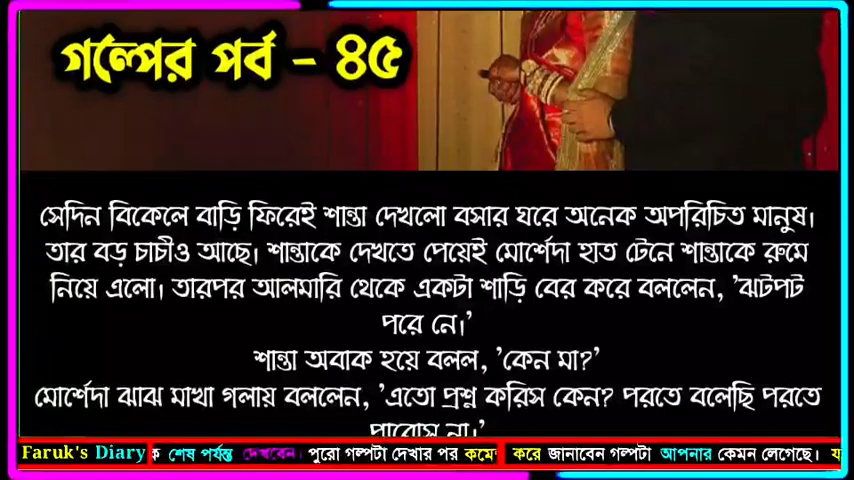 গল্পের পর্ব - ৪৫
সেদিন বিকেলে বাড়ি ফিরেই শান্তা দেখলো বসার ঘরে অনেক অপরিচিত মানুষ।
তার বড় চাচীও আছে। শান্তাকে দেখতে পেয়েই মোর্শেদা হাত টেনে শান্তাকে রুমে
নিয়ে এলো। তারপর আলমারি থেকে একটা শাড়ি বের করে বললেন, 'ঝটপট
পরে নে।'
শান্তা অবাক হয়ে বলল, 'কেন মা?'
মোর্শেদা ঝাঝ মাখা গলায় বললেন, 'এতো প্রশ্ন করিস কেন? পরতে বলেছি পরতে
পারোস না।'
Faruk's Diary ক শেষ পর্যন্ত দেখবেন। পুরো গল্পটা দেখার পর কমে করে জানাবেন গল্পটা আপনার কেমন লেগেছে।